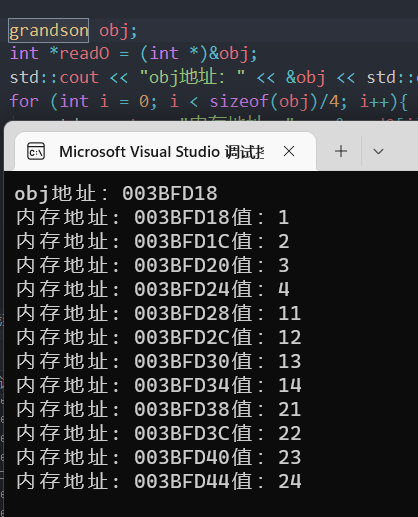 grandson obj;
int *readO = (int *)&obj;
std::cout << "obj地址: " << &obj << std::
for (int i = 0; i < sizeof(obj)/4; i++){
Microsoft Visual Studio 调试
obj地址: 003BFD18
内存地址: 003BFD18值: 1
内存地址: 003BFD1C值: 2
内存地址: 003BFD20值: 3
内存地址: 003BFD24值: 4
内存地址: 003BFD28值: 11
内存地址: 003BFD2C值: 12
内存地址: 003BFD30值: 13
内存地址: 003BFD34值: 14
内存地址: 003BFD38值: 21
内存地址: 003BFD3C值: 22
内存地址: 003BFD40值: 23
内存地址: 003BFD44值: 24